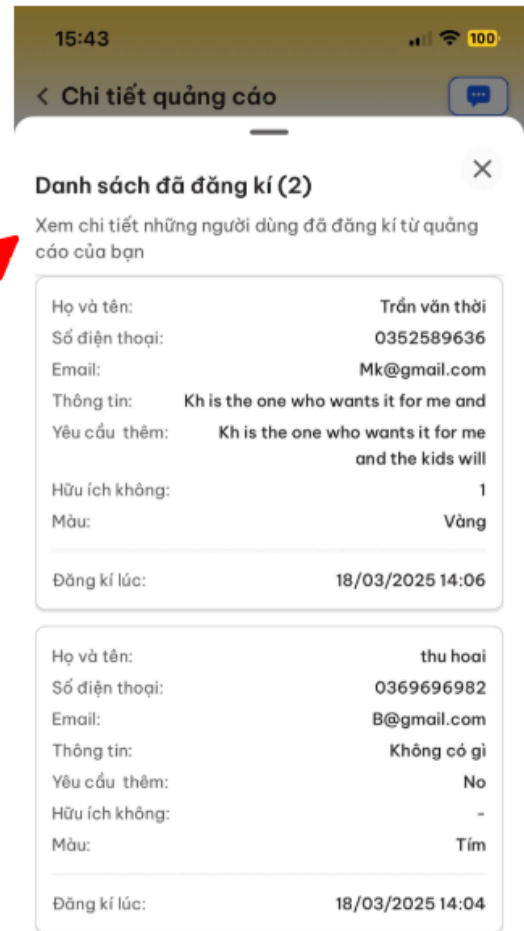 15:43
100
Chi tiết quảng cáo
Danh sách đã đăng kí (2)
Xem chi tiết những người dùng đã đăng kí từ quảng
cáo của bạn
Họ và tên: Trần văn thời
Số điện thoại: 0352589636
Email: Mk@gmail.com
Thông tin: Kh is the one who wants it for me and
Yêu cầu thêm: Kh is the one who wants it for me
and the kids will
Hữu ích không: 1
Màu: Vàng
Đăng kí lúc: 18/03/2025 14:06
Họ và tên: thu hoai
Số điện thoại: 0369696982
Email: B@gmail.com
Thông tin: Không có gì
Yêu cầu thêm: No
Hữu ích không: -
Màu: Tím
Đăng kí lúc: 18/03/2025 14:04